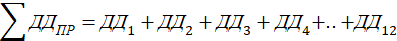 ∑ДД_ПР = ДД_1 + ДД_2 + ДД_3 + ДД_4+..+ДД_12